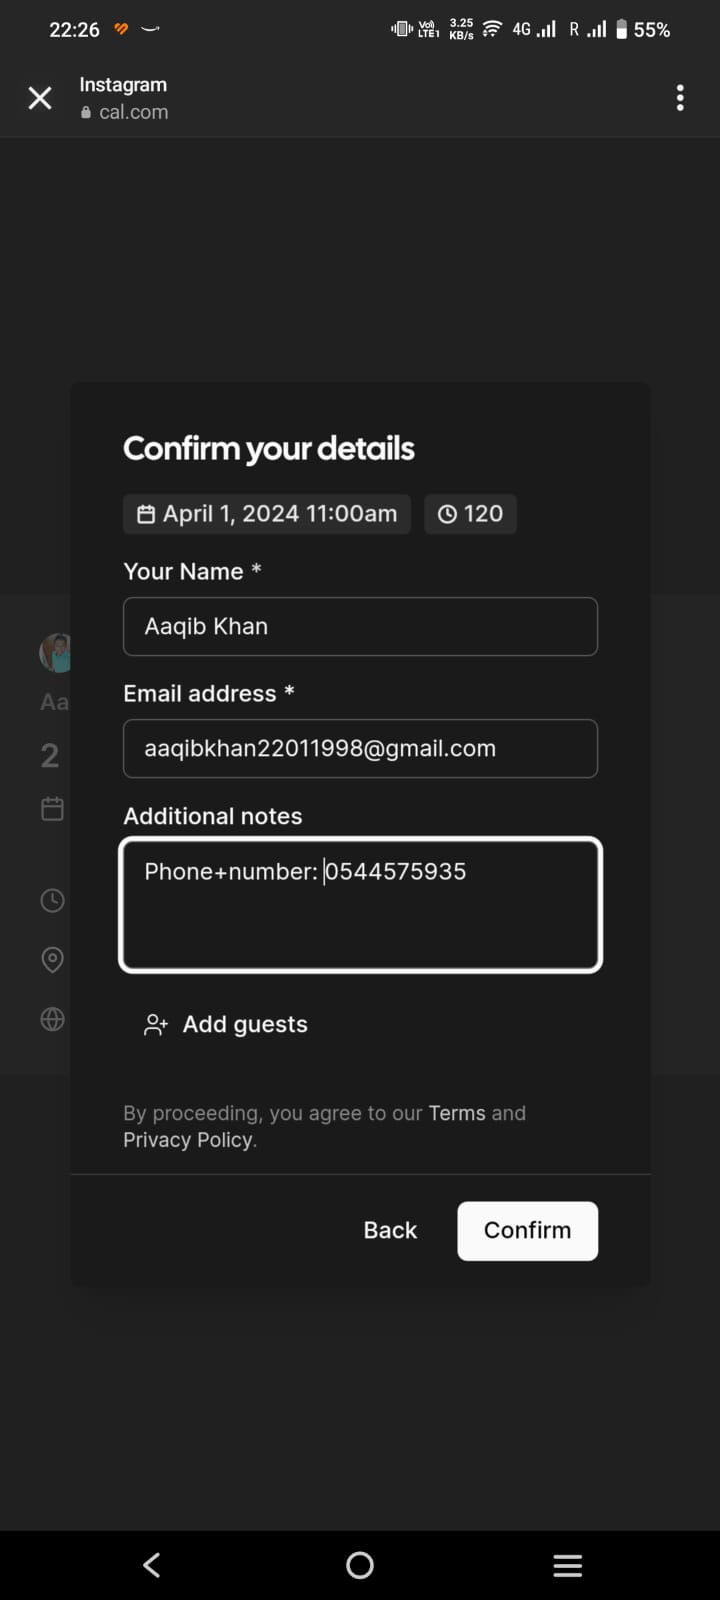 22:26 Vo) LTE1 3.25 KB/s 4G R 55%
Instagram
cal.com
Confirm your details
April 1, 2024 11:00am 120
Your Name *
Aaqib Khan
Email address *
Aa
aaqibkhan22011998@gmail.com
2
Additional notes
Phone+number: 0544575935
Add guests
By proceeding, you agree to our Terms and
Privacy Policy.
Back Confirm